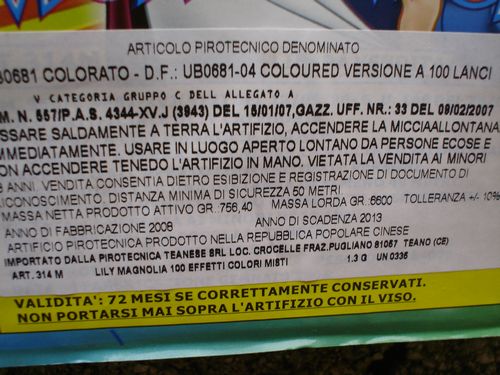 ARTICOLO PIROTECNICO DENOMINATO
B0681 COLORATO - D.F.: UB0681-04 COLOURED VERSIONE A 100 LANCI
V CATEGORIA GRUPPO C DELL ALLEGATO A
M. N. 557/P.A.S. 4344-XV.J (3943) DEL 15/01/07,GAZZ. UFF. NR.: 33 DEL 09/02/2007
SSARE SALDAMENTE A TERRA L'ARTIFIZIO, ACCENDERE LA MICCIAALLONTANA
MMEDIATAMENTE. USARE IN LUOGO APERTO LONTANO DA PERSONE ECOSE E
ON ACCENDERE TENEDO L'ARTIFIZIO IN MANO. VIETATA LA VENDITA AI MINORI
8 ANNI. VENDITA CONSENTIA DIETRO ESIBIZIONE E REGISTRAZIONE DI DOCUMENTO DI
RICONOSCIMENTO. DISTANZA MINIMA DI SICUREZZA 50 METRI
MASSA NETTA PRODOTTO ATTIVO GR .756,40 MASSA LORDA GR .6600 TOLLERANZA +/- 10%
ANNO DI FABBRICAZIONE 2008 ANNO DI SCADENZA 2013
ARTIFICIO PIROTECNICO PRODOTTO NELLA REPUBBLICA POPOLARE CINESE
IMPORTATO DALLA PIROTECNICA TEANESE SRL LOC. CROCELLE FRAZ.PUGLIANO 81057 TEANO (CE)
ART. 314 M LILY MAGNOLIA 100 EFFETTI COLORI MISTI 1.3 G UN 0335
VALIDITA': 72 MESI SE CORRETTAMENTE CONSERVATI.
NON PORTARSI MAI SOPRA L'ARTIFIZIO CON IL VISO.